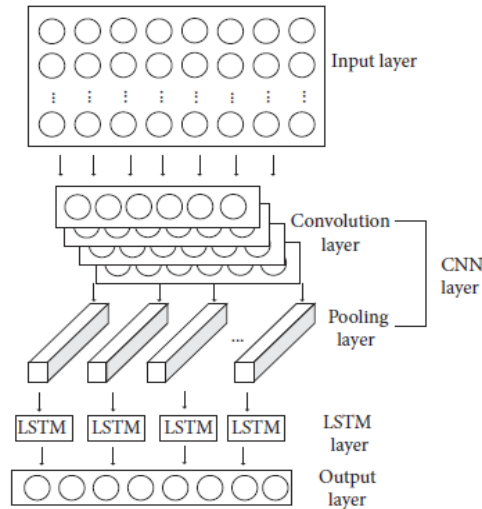 Input layer
Convolution
layer
CNN
layer
Pooling
layer
...
LSTM
LSTM
LSTM
LSTM
LSTM
layer
Output
layer